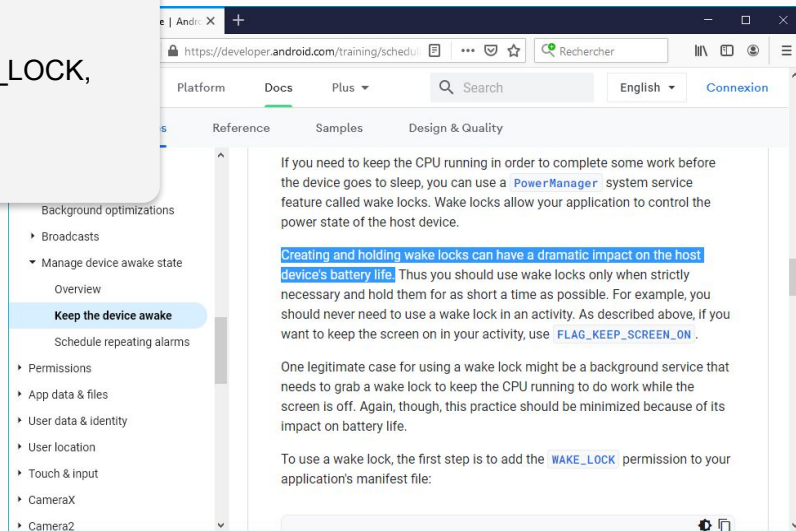 _LOCK,
e | Andro
https://developer.android.com/training/schedul
Rechercher
Platform Docs Plus Search English Connexion
s Reference Samples Design & Quality
Background optimizations
Broadcasts
Manage device awake state
Overview
Keep the device awake
Schedule repeating alarms
Permissions
App data & files
User data & identity
User location
Touch & input
CameraX
Camera2
If you need to keep the CPU running in order to complete some work before
the device goes to sleep, you can use a PowerManager system service
feature called wake locks. Wake locks allow your application to control the
power state of the host device.
Creating and holding wake locks can have a dramatic impact on the host
device's battery life. Thus you should use wake locks only when strictly
necessary and hold them for as short a time as possible. For example, you
should never need to use a wake lock in an activity. As described above, if you
want to keep the screen on in your activity, use FLAG_KEEP_SCREEN_ON.
One legitimate case for using a wake lock might be a background service that
needs to grab a wake lock to keep the CPU running to do work while the
screen is off. Again, though, this practice should be minimized because of its
impact on battery life.
To use a wake lock, the first step is to add the WAKE_LOCK permission to your
application's manifest file: